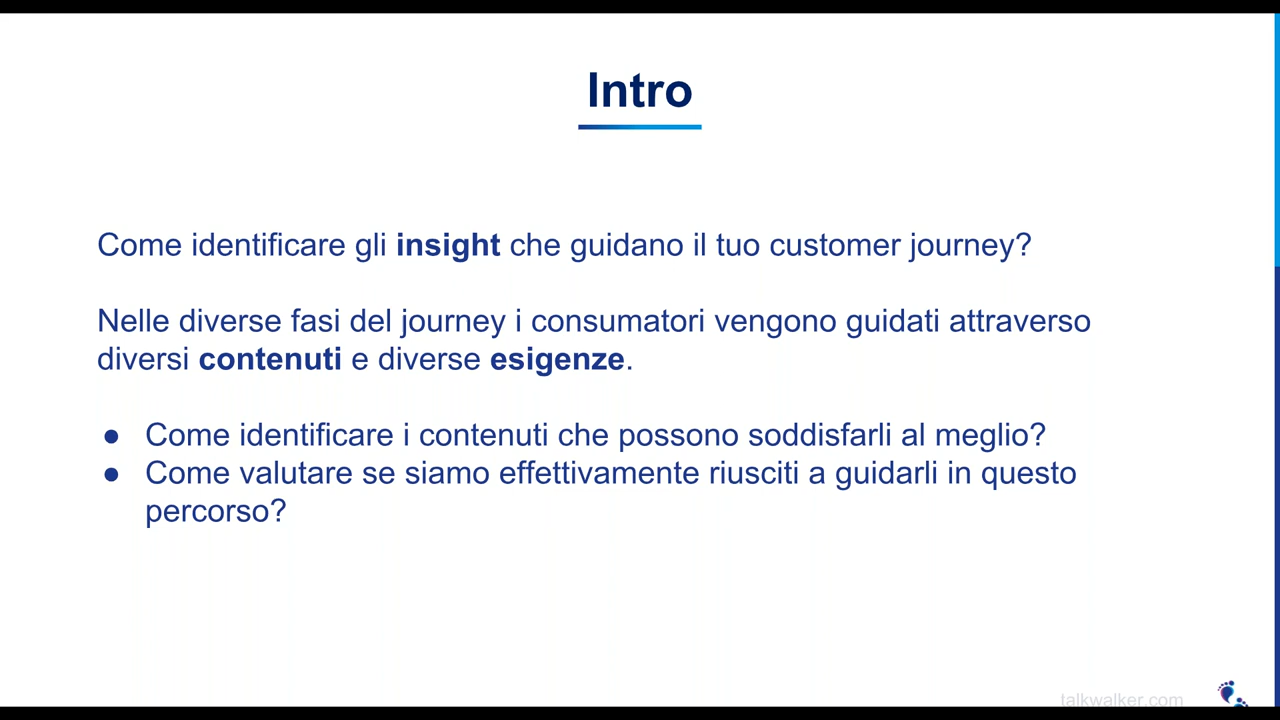 Intro
Come identificare gli insight che guidano il tuo customer journey?
Nelle diverse fasi del journey i consumatori vengono guidati attraverso
diversi contenuti e diverse esigenze.
● Come identificare i contenuti che possono soddisfarli al meglio?
● Come valutare se siamo effettivamente riusciti a guidarli in questo
percorso?
talkwalker.com